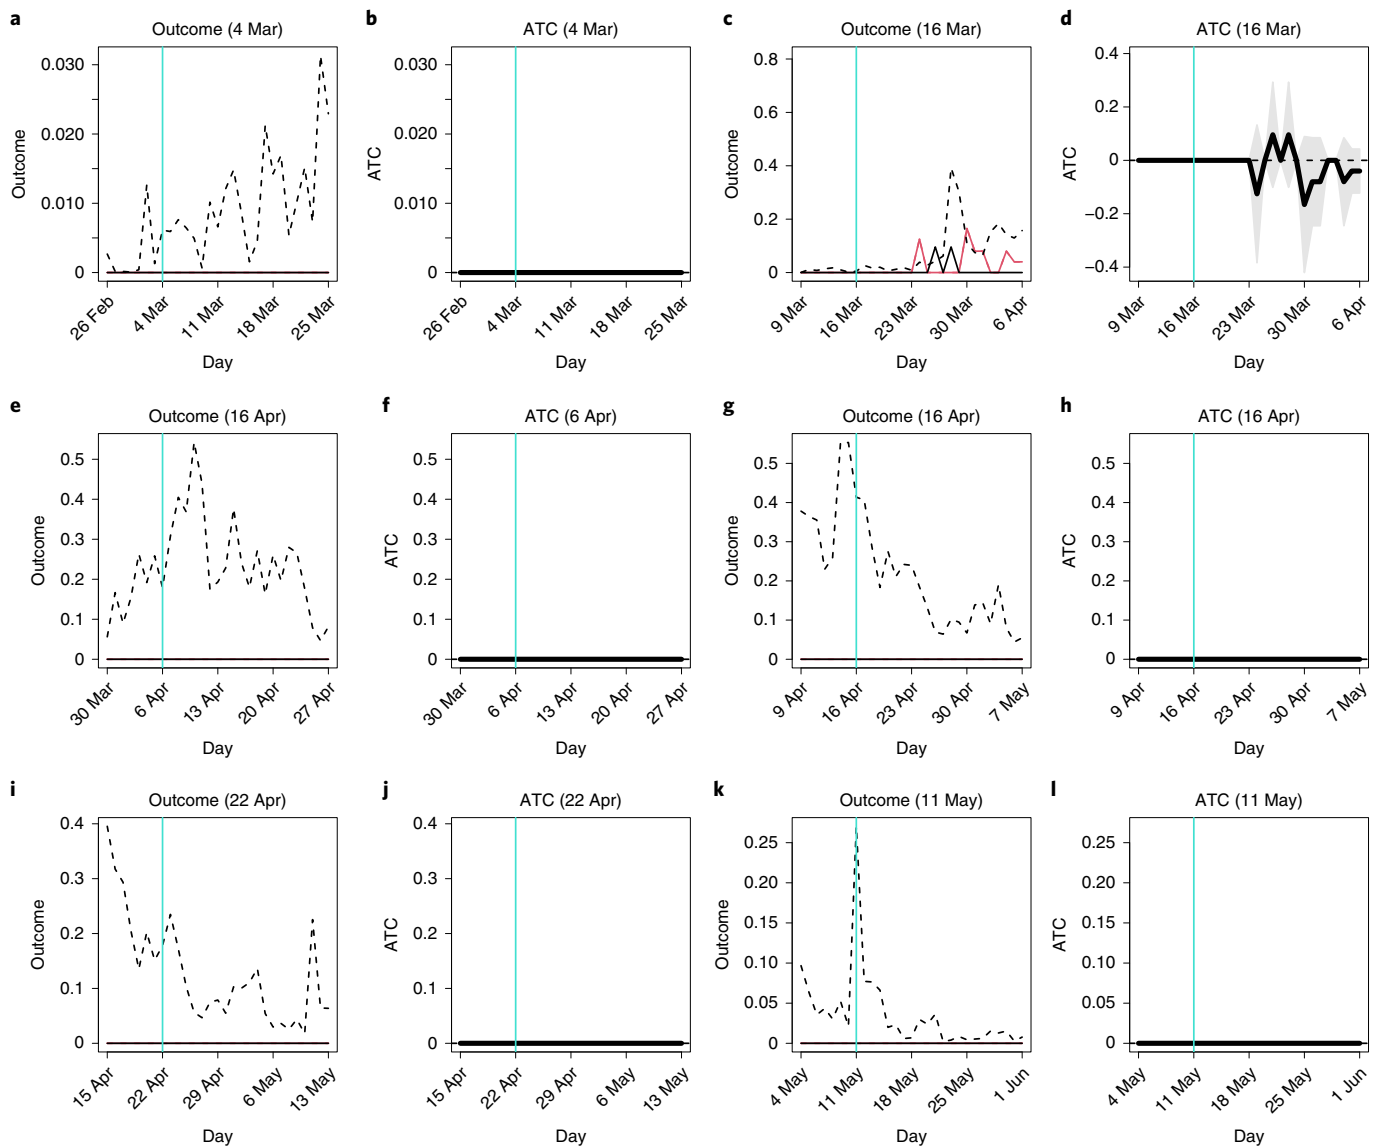 a
Outcome (4 Mar)
0.030
0.020
0.010
0
Outcome
26 Feb
4 Mar
11 Mar
18 Mar
25 Mar
Day
b
ATC (4 Mar)
0.030
0.020
0.010
0
ATC
26 Feb
4 Mar
11 Mar
18 Mar
25 Mar
Day
c
Outcome (16 Mar)
0.8
0.6
0.4
0.2
0
Outcome
9 Mar
16 Mar
23 Mar
30 Mar
6 Apr
Day
d
ATC (16 Mar)
0.4
0.2
0
−0.2
−0.4
ATC
9 Mar
16 Mar
23 Mar
30 Mar
6 Apr
Day
e
Outcome (16 Apr)
0.5
0.4
0.3
0.2
0.1
0
Outcome
30 Mar
6 Apr
13 Apr
20 Apr
27 Apr
Day
f
ATC (6 Apr)
0.5
0.4
0.3
0.2
0.1
0
ATC
30 Mar
6 Apr
13 Apr
20 Apr
27 Apr
Day
g
Outcome (16 Apr)
0.5
0.4
0.3
0.2
0.1
0
Outcome
9 Apr
16 Apr
23 Apr
30 Apr
7 May
Day
h
ATC (16 Apr)
0.5
0.4
0.3
0.2
0.1
0
ATC
9 Apr
16 Apr
23 Apr
30 Apr
7 May
Day
i
Outcome (22 Apr)
0.4
0.3
0.2
0.1
0
Outcome
15 Apr
22 Apr
29 Apr
6 May
13 May
Day
j
ATC (22 Apr)
0.4
0.3
0.2
0.1
0
ATC
15 Apr
22 Apr
29 Apr
6 May
13 May
Day
k
Outcome (11 May)
0.25
0.20
0.15
0.10
0.05
0
Outcome
4 May
11 May
18 May
25 May
1 Jun
Day
l
ATC (11 May)
0.25
0.20
0.15
0.10
0.05
0
ATC
4 May
11 May
18 May
25 May
1 Jun
Day